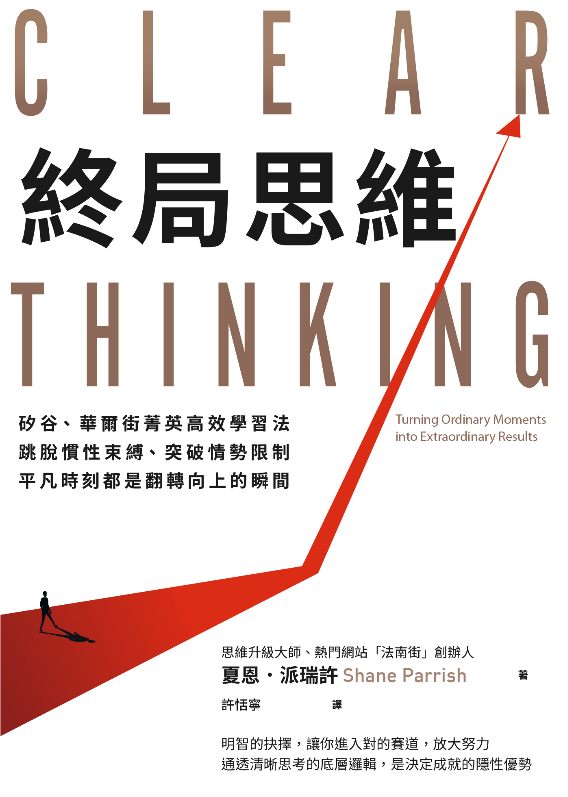 CLEAR
終局思維
THINKING
矽谷、華爾街菁英高效學習法
跳脫慣性束縛、突破情勢限制
平凡時刻都是翻轉向上的瞬間
Turning Ordinary Moments
into Extraordinary Results
思維升級大師、熱門網站「法南街」創辦人
夏恩・派瑞許 Shane Parrish 著
許恬寧 譯
明智的抉擇，讓你進入對的賽道，放大努力
通透清晰思考的底層邏輯，是決定成就的隱性優勢